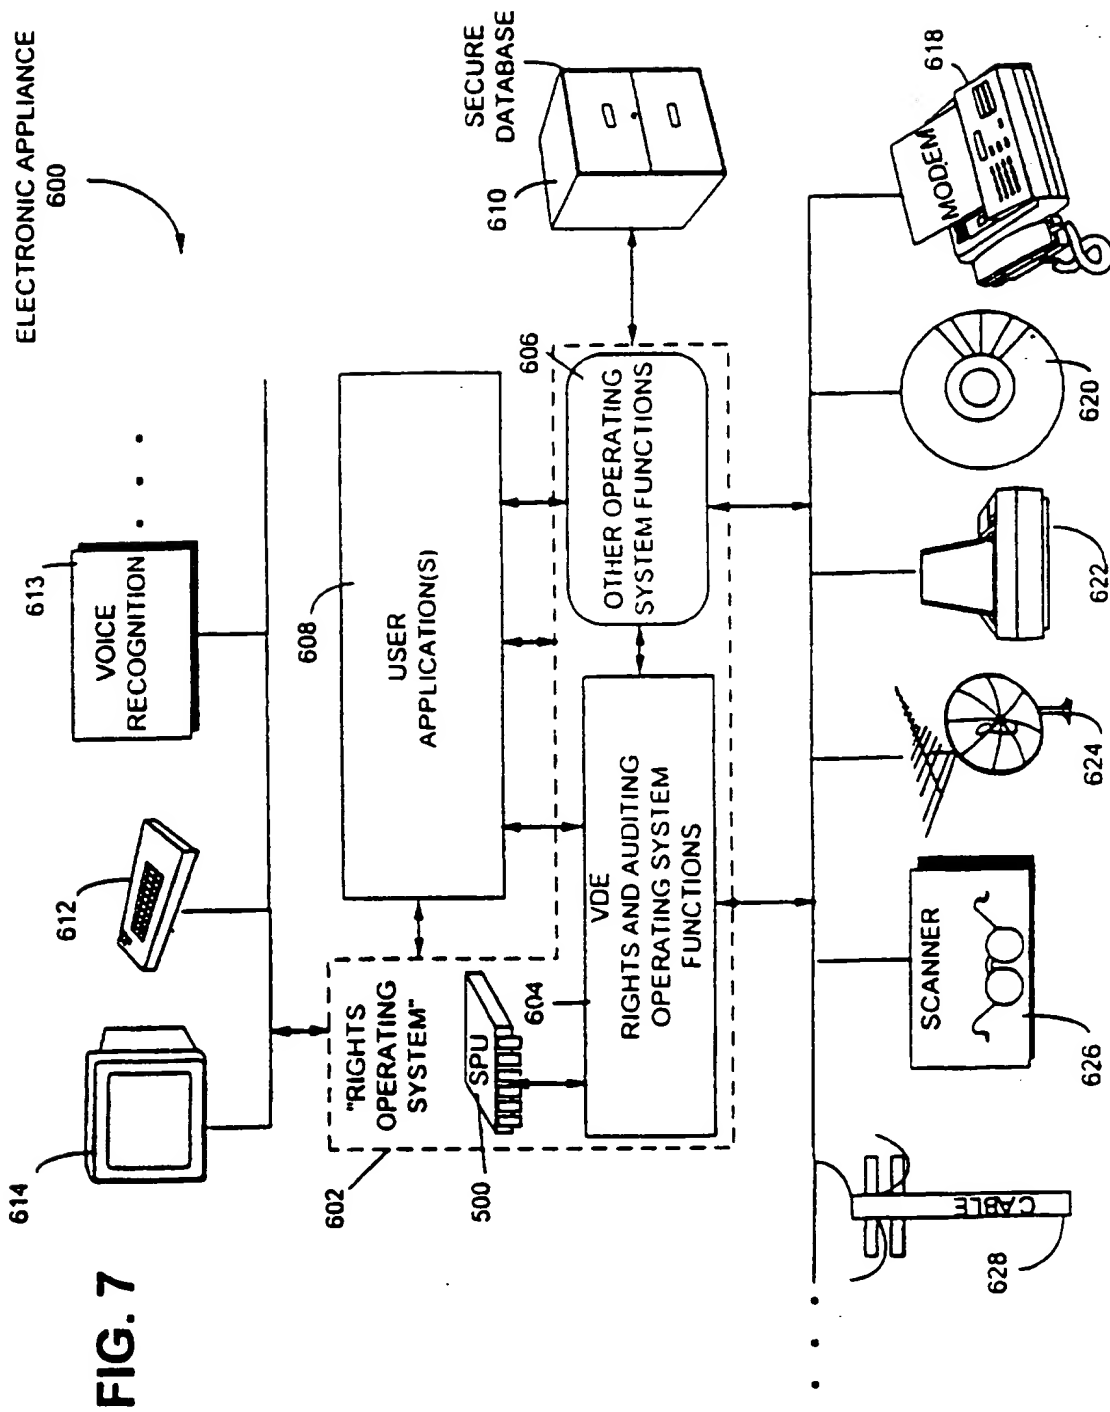 FIG. 7
ELECTRONIC APPLIANCE
600
614
612
613
VOICE
RECOGNITION
608
USER
APPLICATION(S)
602
"RIGHTS
OPERATING
SYSTEM"
SPU
500
604
VDE
RIGHTS AND AUDITING
OPERATING SYSTEM
FUNCTIONS
606
OTHER OPERATING
SYSTEM FUNCTIONS
610
SECURE
DATABASE
CABLE
628
SCANNER
626
624
622
620
MODEM
618